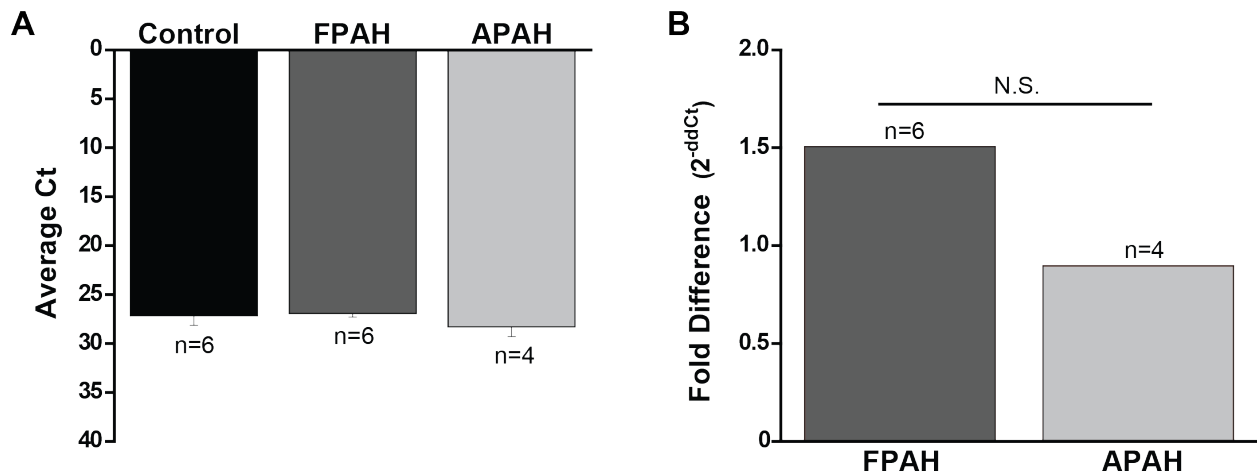 A
Control FPAH APAH
0
5
10
15
20
25
30
35
40
Average Ct
n=6
n=6
n=4
B
2.0
1.5
1.0
0.5
0
Fold Difference (2-ddCt)
N.S.
n=6
n=4
FPAH APAH